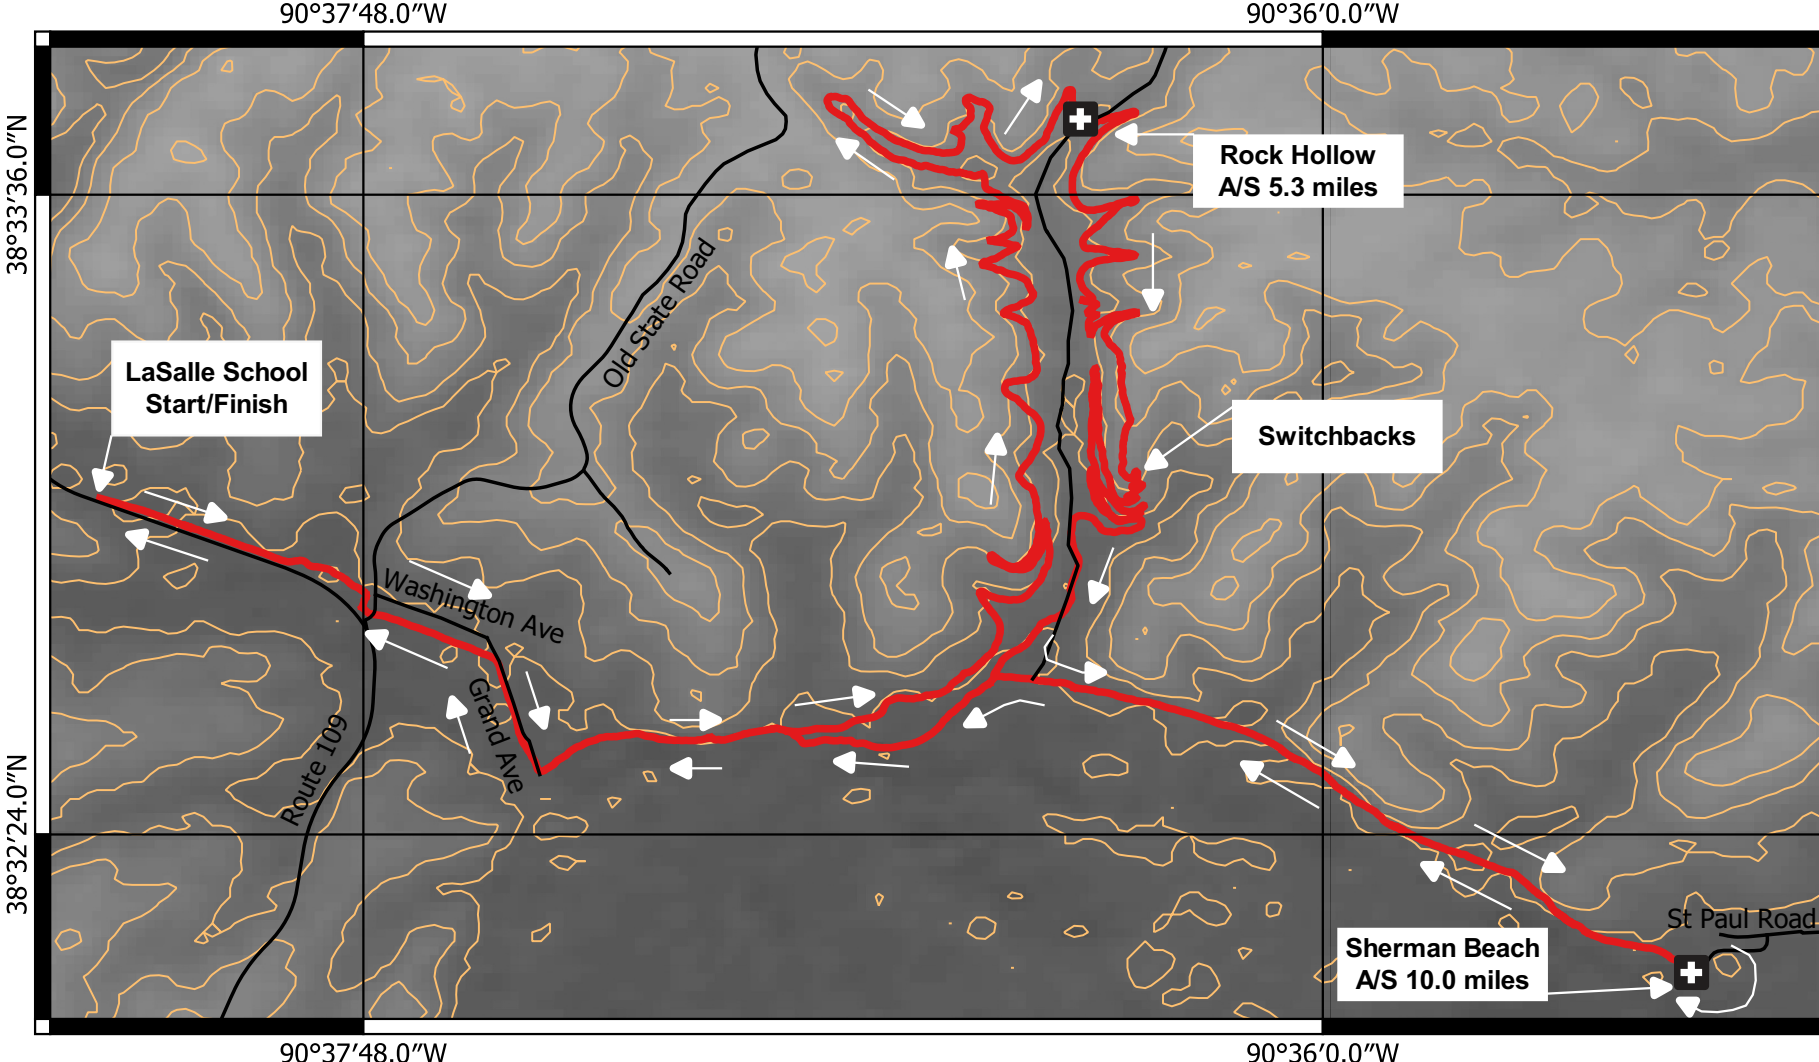 90°37'48.0"W
90°36'0.0"W
38°33'36.0"N
Rock Hollow
A/S 5.3 miles
Old State Road
LaSalle School
Start/Finish
Switchbacks
Washington Ave
Grand Ave
Route 109
38°32'24.0"N
St Paul Road
Sherman Beach
A/S 10.0 miles
90°37'48.0"W
90°36'0.0"W